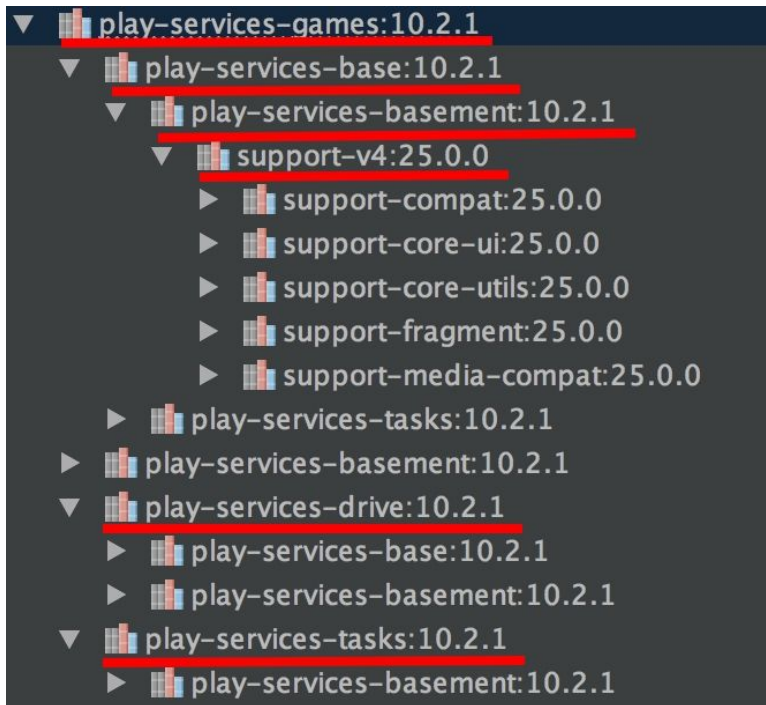 play-services-games:10.2.1
play-services-base:10.2.1
play-services-basement:10.2.1
support-v4:25.0.0
support-compat:25.0.0
support-core-ui:25.0.0
support-core-utils:25.0.0
support-fragment:25.0.0
support-media-compat:25.0.0
play-services-tasks:10.2.1
play-services-basement:10.2.1
play-services-drive:10.2.1
play-services-base:10.2.1
play-services-basement:10.2.1
play-services-tasks:10.2.1
play-services-basement:10.2.1